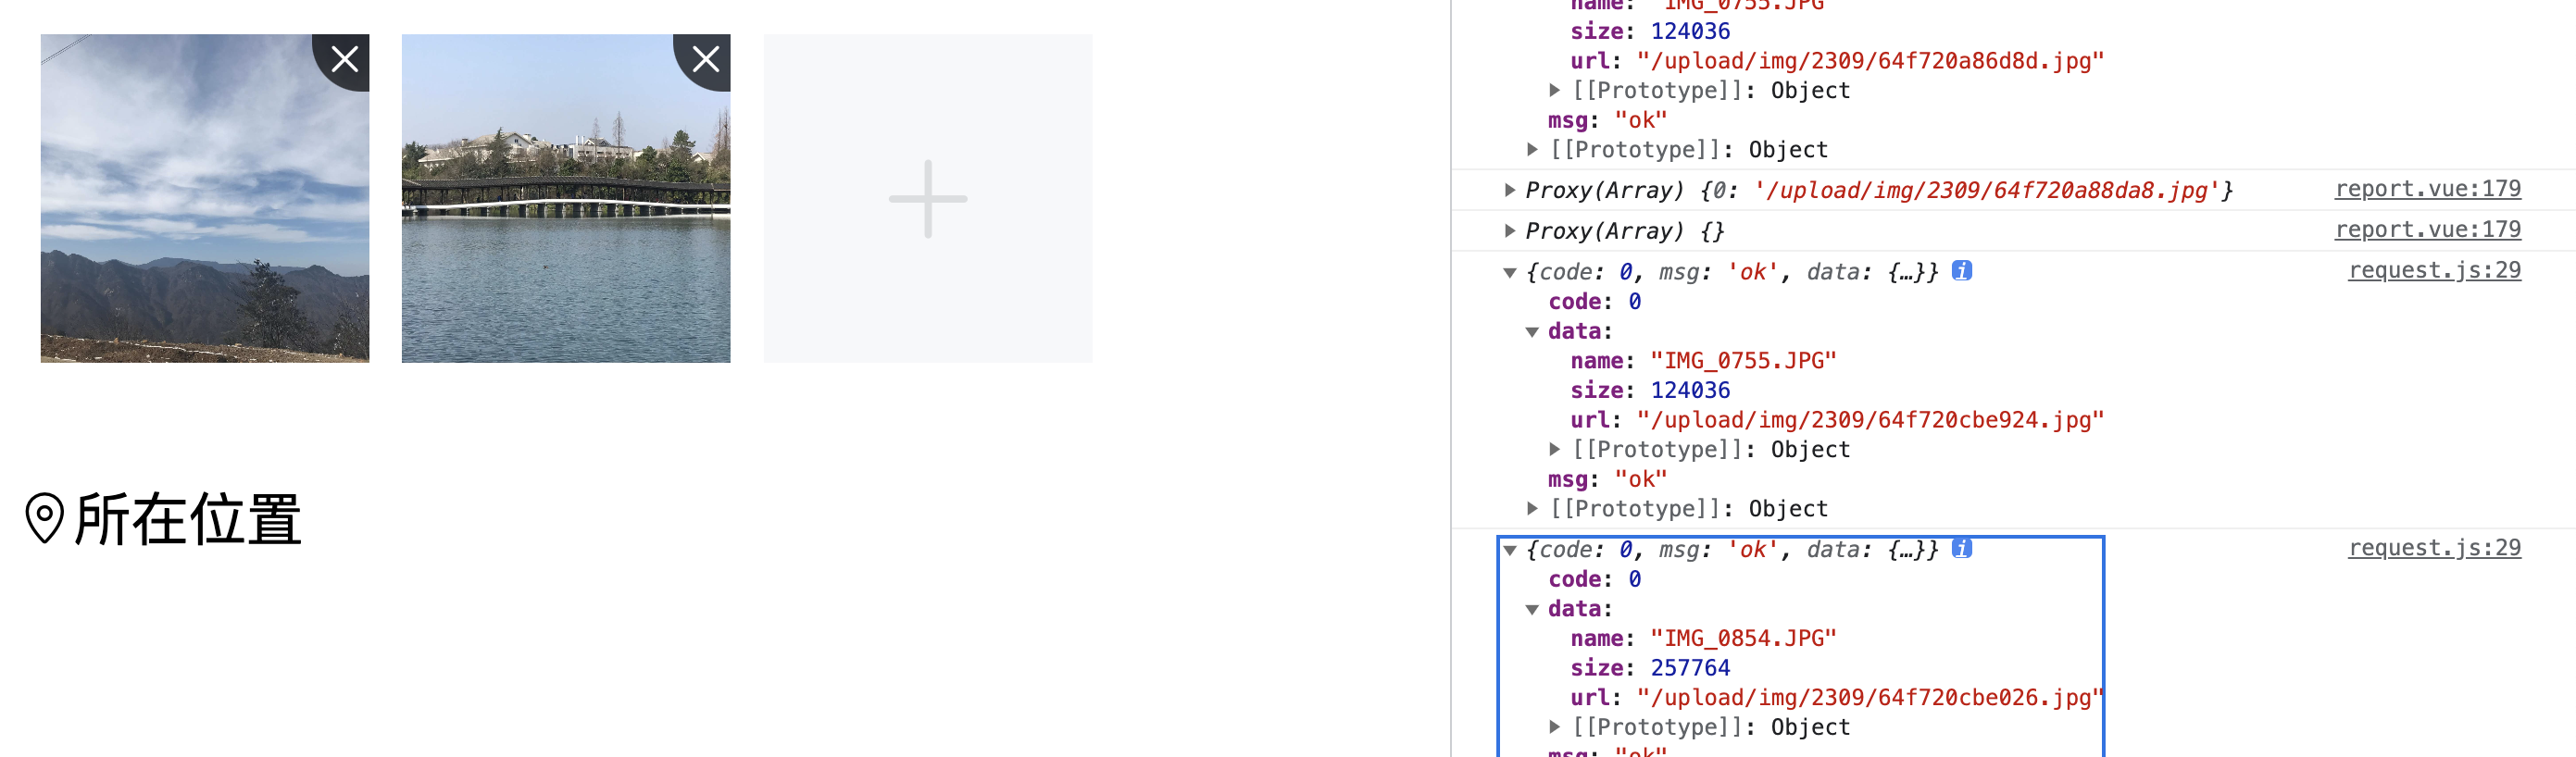 所在位置
name: "IMG_0755.JPG"
size: 124036
url: "/upload/img/2309/64f720a86d8d.jpg"
[[Prototype]]: Object
msg: "ok"
[[Prototype]]: Object
Proxy(Array) {0: '/upload/img/2309/64f720a88da8.jpg'} report.vue:179
Proxy(Array) {} report.vue:179
{code: 0, msg: 'ok', data: {…}} i request.js:29
code: 0
data:
name: "IMG_0755.JPG"
size: 124036
url: "/upload/img/2309/64f720cbe924.jpg"
[[Prototype]]: Object
msg: "ok"
[[Prototype]]: Object
{code: 0, msg: 'ok', data: {…}} i request.js:29
code: 0
data:
name: "IMG_0854.JPG"
size: 257764
url: "/upload/img/2309/64f720cbe026.jpg"
[[Prototype]]: Object
msg: "ok"